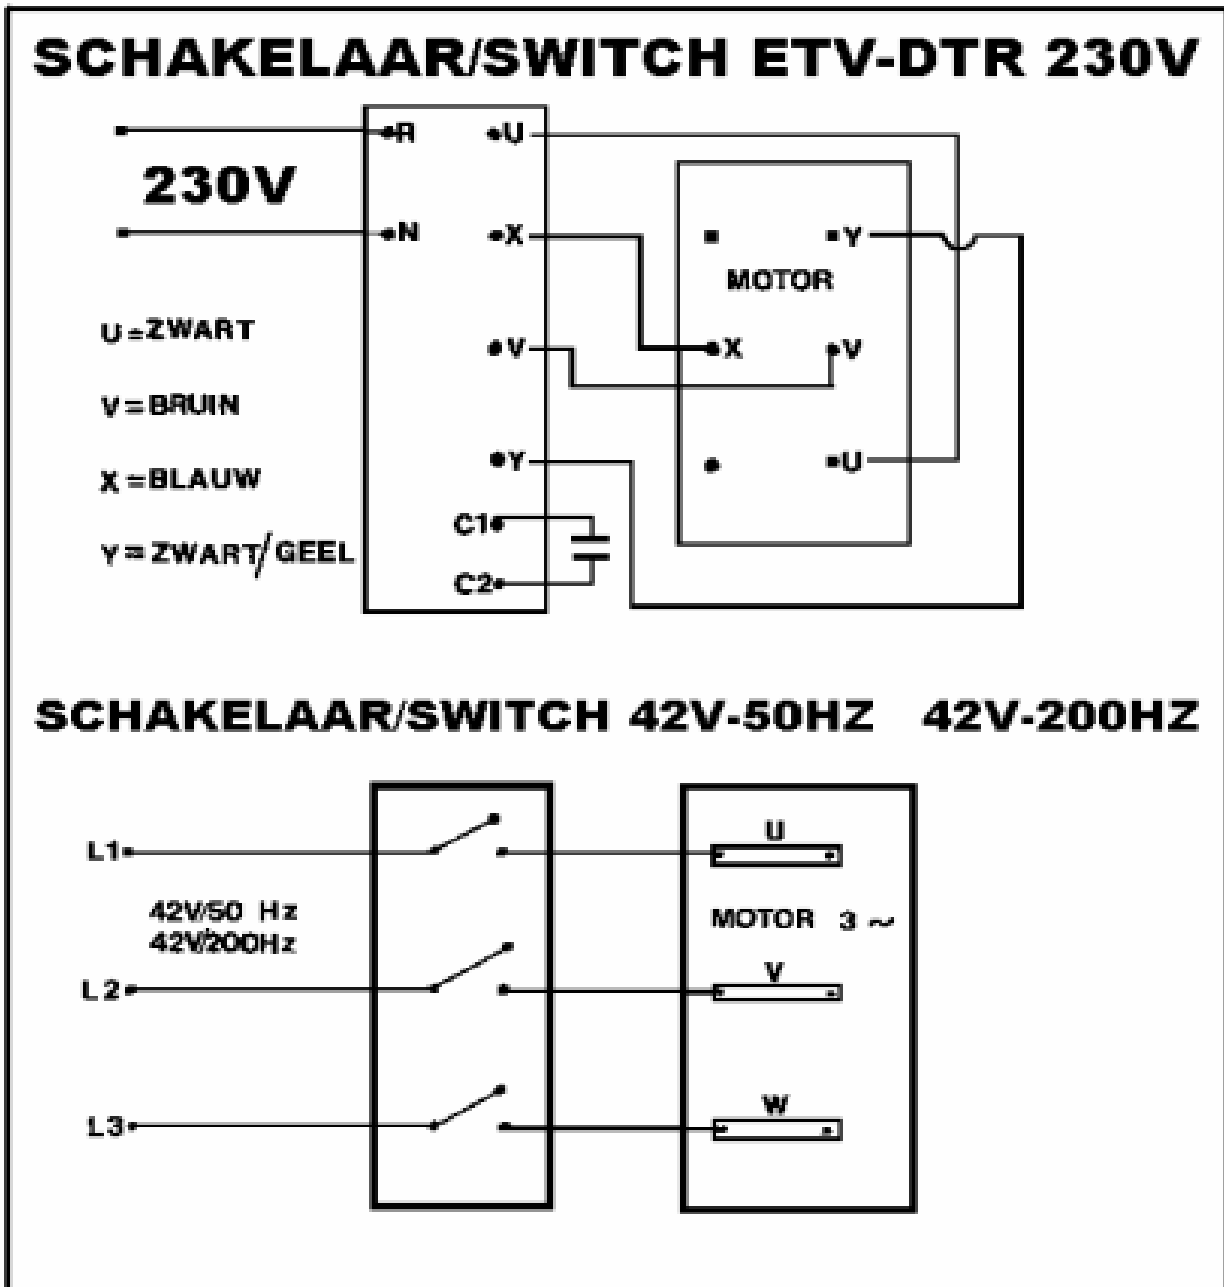 SCHAKELAAR/SWITCH ETV-DTR 230V
R
U
230V
N
X
Y
MOTOR
U=ZWART
V
X
V
V=BRUIN
Y
U
X=BLAUW
C1
Y=ZWART/GEEL
C2
SCHAKELAAR/SWITCH 42V-50HZ 42V-200HZ
U
L1
42V/50 Hz
MOTOR 3 ~
42V/200Hz
V
L2
W
L3